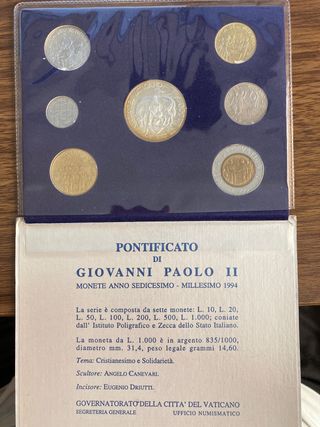 PONTIFICATO
DI
GIOVANNI PAOLO II
MONETE ANNO SEDICESIMO - MILLESIMO 1994
La serie è composta da sette monete: L. 10, L. 20,
L. 50, L. 100, L. 200, L. 500, L. 1.000; coniate
dall' Istituto Poligrafico e Zecca dello Stato Italiano.
La moneta da L. 1.000 è in argento 835/1000,
diametro mm. 31,4, peso legale grammi 14,60.
Tema: Cristianesimo e Solidarietà.
Scultore: ANGELO CANEVARI.
Incisore: EUGENIO DRIUTTI.
GOVERNATORATO DELLA CITTA' DEL VATICANO
SEGRETERIA GENERALE UFFICIO NUMISMATICO